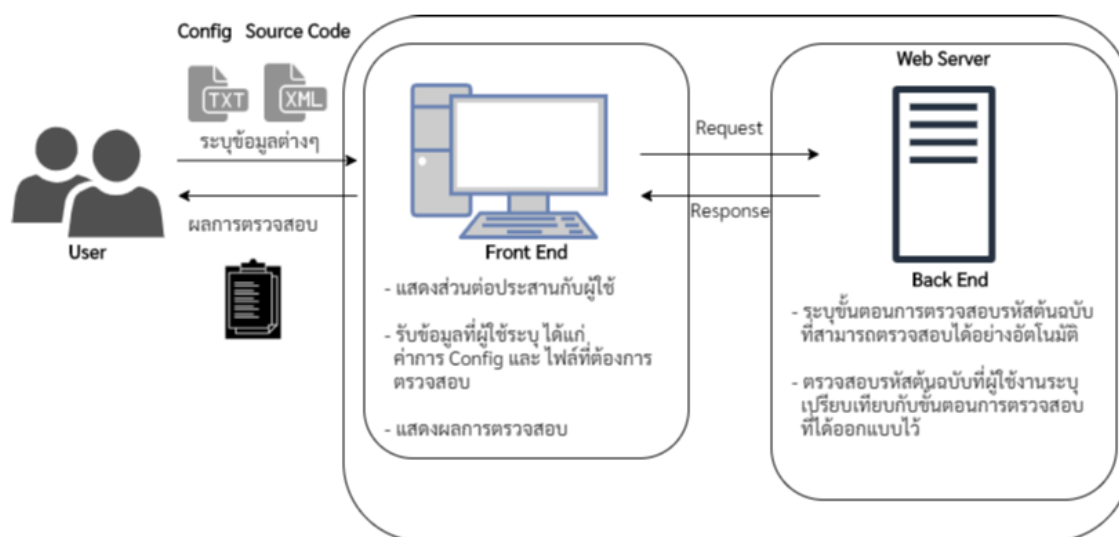 Config Source Code
TXT XML
ระบุข้อมูลต่างๆ
ผลการตรวจสอบ
User
Front End
- แสดงส่วนต่อประสานกับผู้ใช้
- รับข้อมูลที่ผู้ใช้ระบุ ได้แก่
ค่าการ Config และ ไฟล์ที่ต้องการ
ตรวจสอบ
- แสดงผลการตรวจสอบ
Request
Response
Web Server
Back End
- ระบุขั้นตอนการตรวจสอบรหัสต้นฉบับ
ที่สามารถตรวจสอบได้อย่างอัตโนมัติ
- ตรวจสอบรหัสต้นฉบับที่ผู้ใช้งานระบุ
เปรียบเทียบกับขั้นตอนการตรวจสอบ
ที่ได้ออกแบบไว้